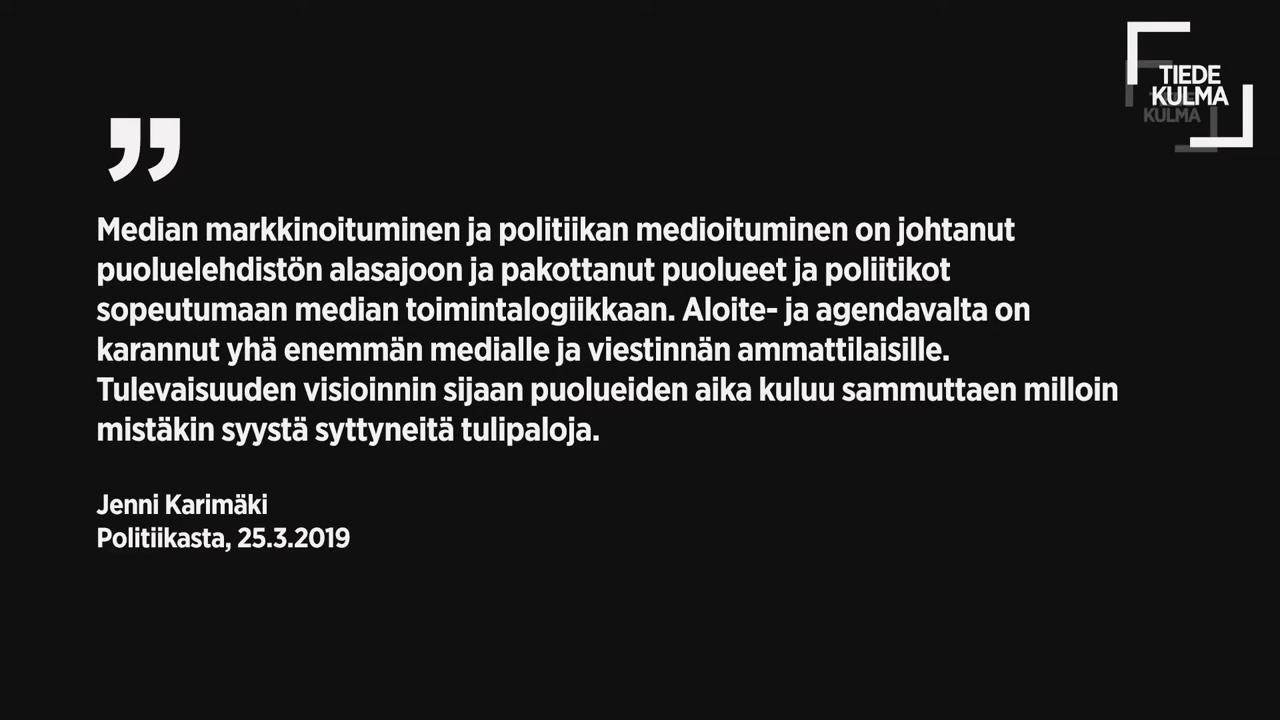 TIEDE
KULMA
KULMA
”
Median markkinoituminen ja politiikan medioituminen on johtanut
puoluelehdistön alasajoon ja pakottanut puolueet ja poliitikot
sopeutumaan median toimintalogiikkaan. Aloite- ja agendavalta on
karannut yhä enemmän medialle ja viestinnän ammattilaisille.
Tulevaisuuden visioinnin sijaan puolueiden aika kuluu sammuttaen milloin
mistäkin syystä syttyneitä tulipaloja.
Jenni Karimäki
Politiikasta, 25.3.2019